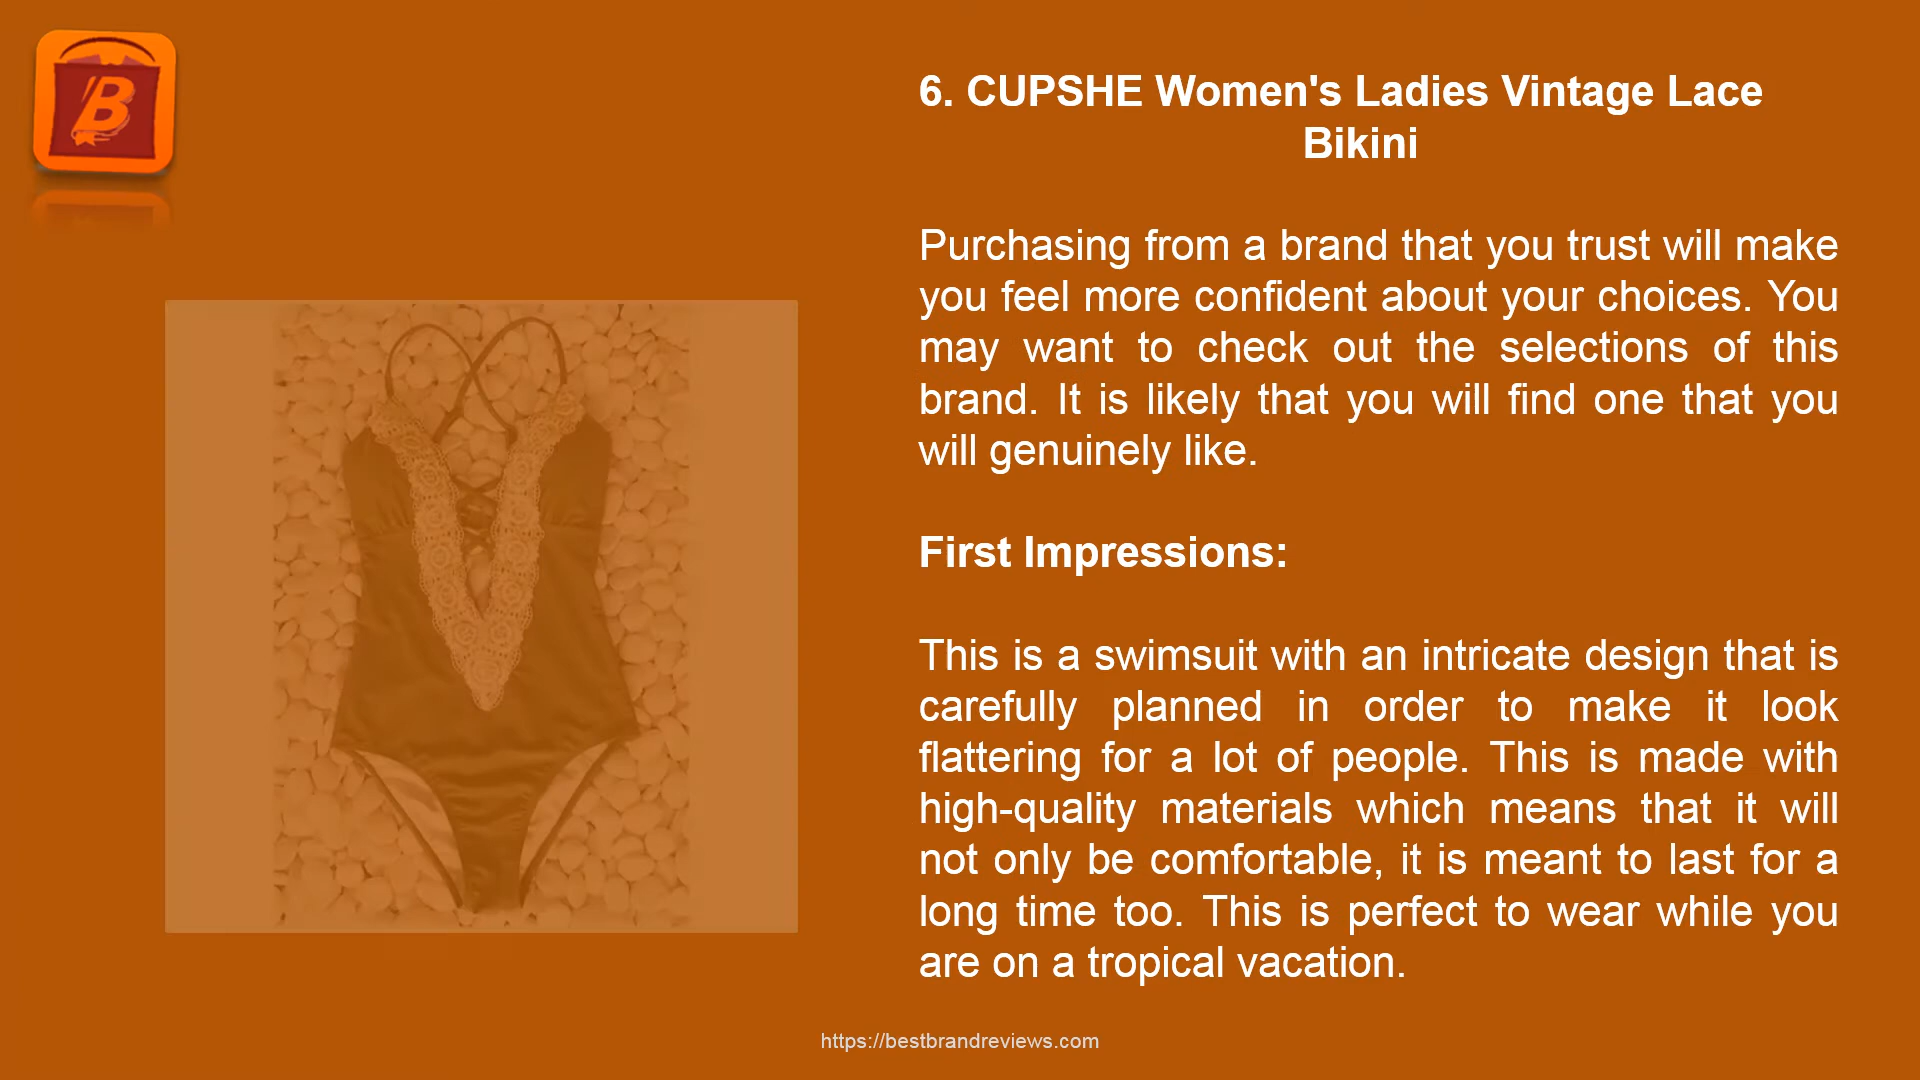 B
6. CUPSHE Women's Ladies Vintage Lace
Bikini
Purchasing from a brand that you trust will make
you feel more confident about your choices. You
may want to check out the selections of this
brand. It is likely that you will find one that you
will genuinely like.
First Impressions:
This is a swimsuit with an intricate design that is
carefully planned in order to make it look
flattering for a lot of people. This is made with
high-quality materials which means that it will
not only be comfortable, it is meant to last for a
long time too. This is perfect to wear while you
are on a tropical vacation.
https://bestbrandreviews.com